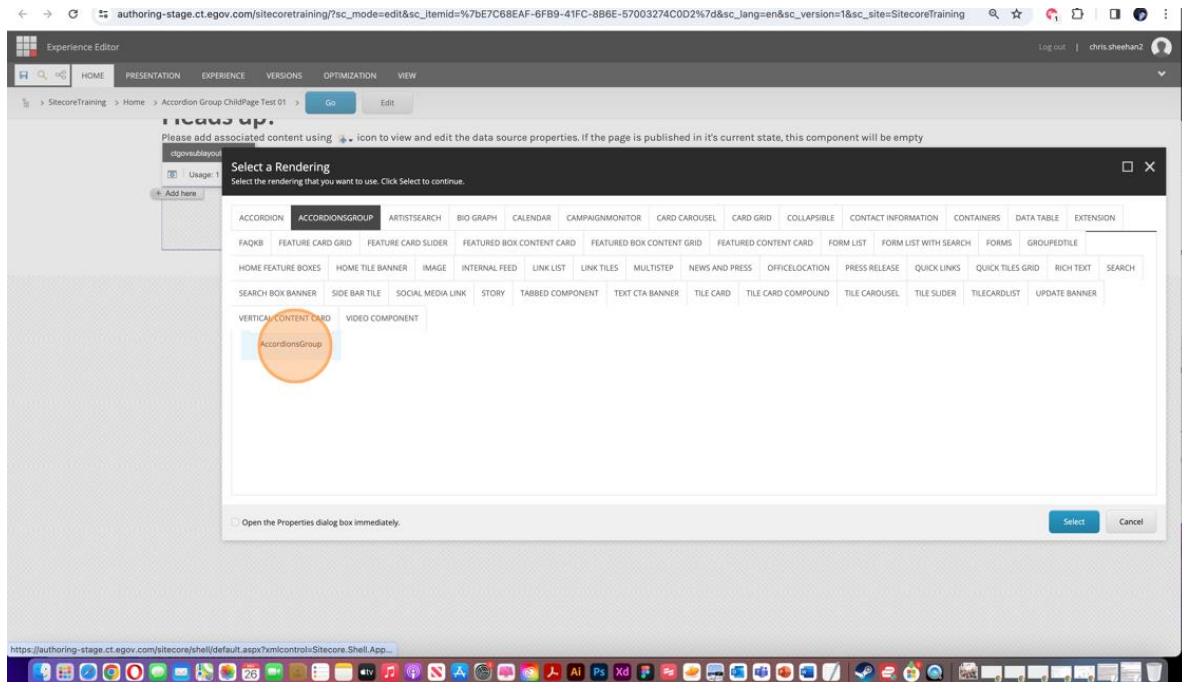 authoring-stage.ct.egov.com/sitecoretraining/?sc_mode=edit&sc_itemid=%7bE7C68EAF-6FB9-41FC-8B6E-57003274C0D2%7d&sc_lang=en&sc_version=1&sc_site=SitecoreTraining
Experience Editor Log out | chris.sheehan2
HOME PRESENTATION EXPERIENCE VERSIONS OPTIMIZATION VIEW
> SitecoreTraining > Home > Accordion Group ChildPage Test 01 > Go Edit
Heads up!
Please add associated content using icon to view and edit the data source properties. If the page is published in it's current state, this component will be empty
ctgovsublayout
Usage: 1
+ Add here
Select a Rendering
Select the rendering that you want to use. Click Select to continue.
ACCORDION ACCORDIONSGROUP ARTISTSEARCH BIO GRAPH CALENDAR CAMPAIGNMONITOR CARD CAROUSEL CARD GRID COLLAPSIBLE CONTACT INFORMATION CONTAINERS DATA TABLE EXTENSION
FAQKB FEATURE CARD GRID FEATURE CARD SLIDER FEATURED BOX CONTENT CARD FEATURED BOX CONTENT GRID FEATURED CONTENT CARD FORM LIST FORM LIST WITH SEARCH FORMS GROUPEDTILE
HOME FEATURE BOXES HOME TILE BANNER IMAGE INTERNAL FEED LINK LIST LINK TILES MULTISTEP NEWS AND PRESS OFFICELOCATION PRESS RELEASE QUICK LINKS QUICK TILES GRID RICH TEXT SEARCH
SEARCH BOX BANNER SIDE BAR TILE SOCIAL MEDIA LINK STORY TABBED COMPONENT TEXT CTA BANNER TILE CARD TILE CARD COMPOUND TILE CAROUSEL TILE SLIDER TILECARDLIST UPDATE BANNER
VERTICAL CONTENT CARD VIDEO COMPONENT
AccordionsGroup
Open the Properties dialog box immediately. Select Cancel
https://authoring-stage.ct.egov.com/sitecore/shell/default.aspx?xmlcontrol=Sitecore.Shell.App...
26 tv Ai Ps Xd